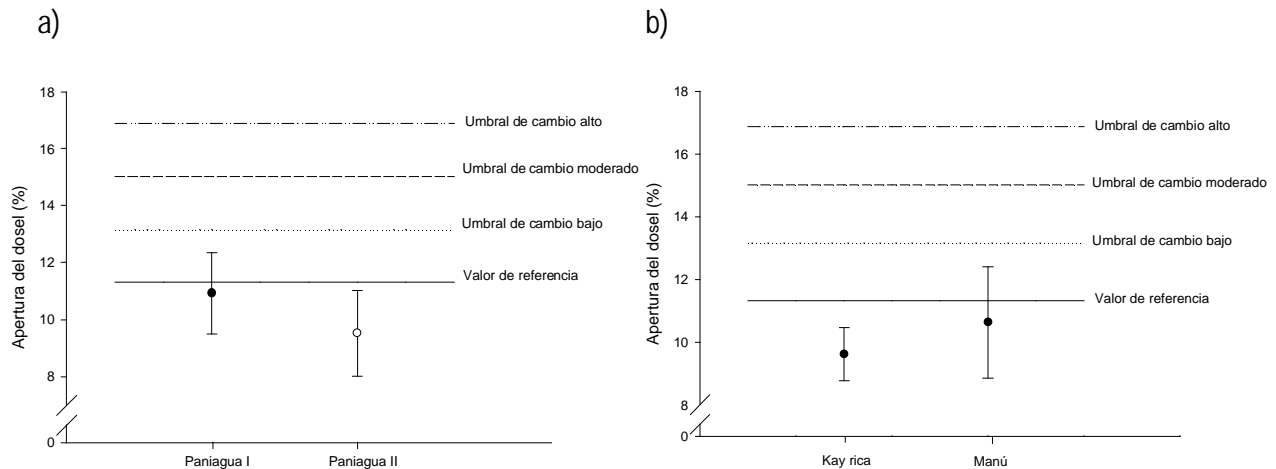 a)
18
16
14
12
10
8
0
Apertura del dosel (%)
Umbral de cambio alto
Umbral de cambio moderado
Umbral de cambio bajo
Valor de referencia
Paniagua I
Paniagua II
b)
18
16
14
12
10
8
0
Apertura del dosel (%)
Umbral de cambio alto
Umbral de cambio moderado
Umbral de cambio bajo
Valor de referencia
Kay rica
Manú